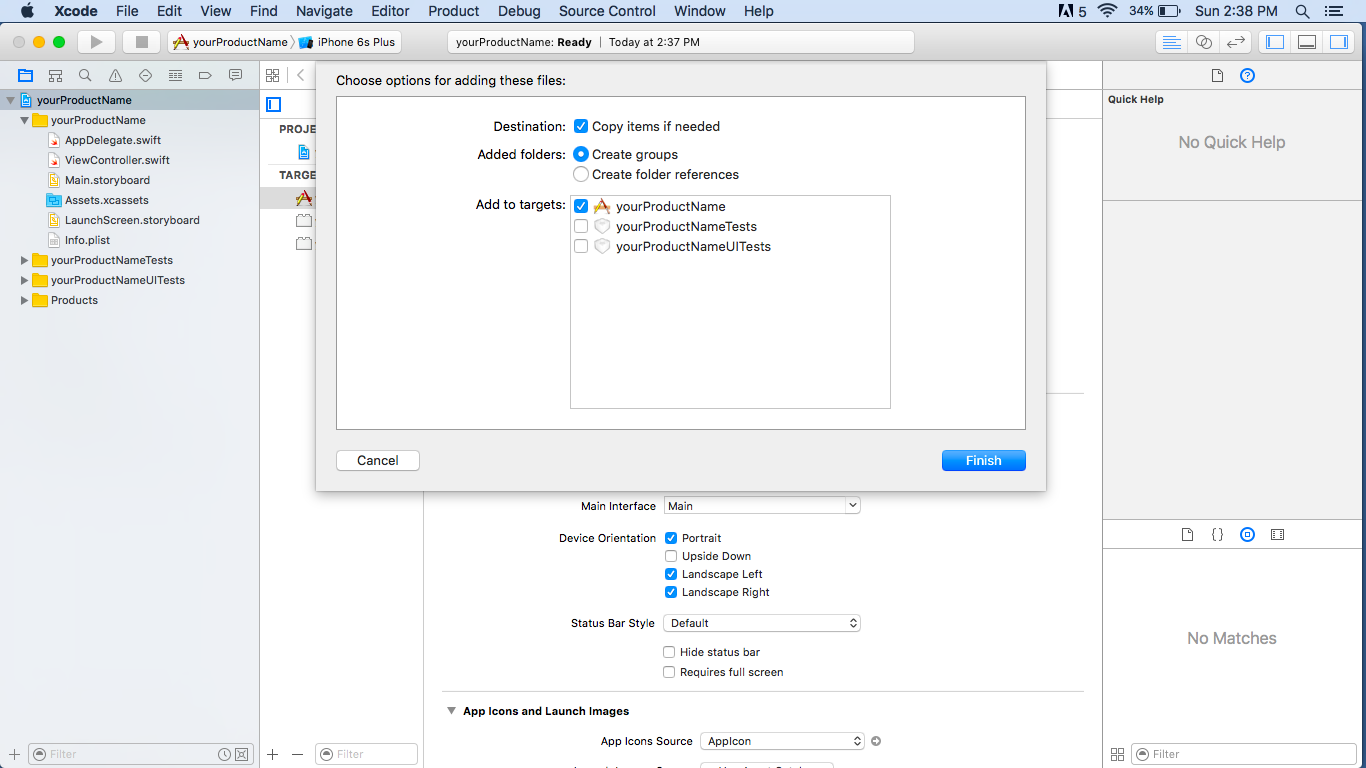 Xcode File Edit View Find Navigate Editor Product Debug Source Control Window Help 5 34% Sun 2:38 PM
yourProductName iPhone 6s Plus yourProductName: Ready | Today at 2:37 PM
Choose options for adding these files:
Destination: Copy items if needed
Added folders: Create groups
Create folder references
Add to targets: yourProductName
yourProductNameTests
yourProductNameUITests
Cancel Finish
yourProductName
yourProductName
AppDelegate.swift
ViewController.swift
Main.storyboard
Assets.xcassets
LaunchScreen.storyboard
Info.plist
yourProductNameTests
yourProductNameUITests
Products
Filter
PROJE
TARGE
Filter
Main Interface Main
Device Orientation Portrait
Upside Down
Landscape Left
Landscape Right
Status Bar Style Default
Hide status bar
Requires full screen
App Icons and Launch Images
App Icons Source AppIcon
Quick Help
No Quick Help
No Matches
Filter